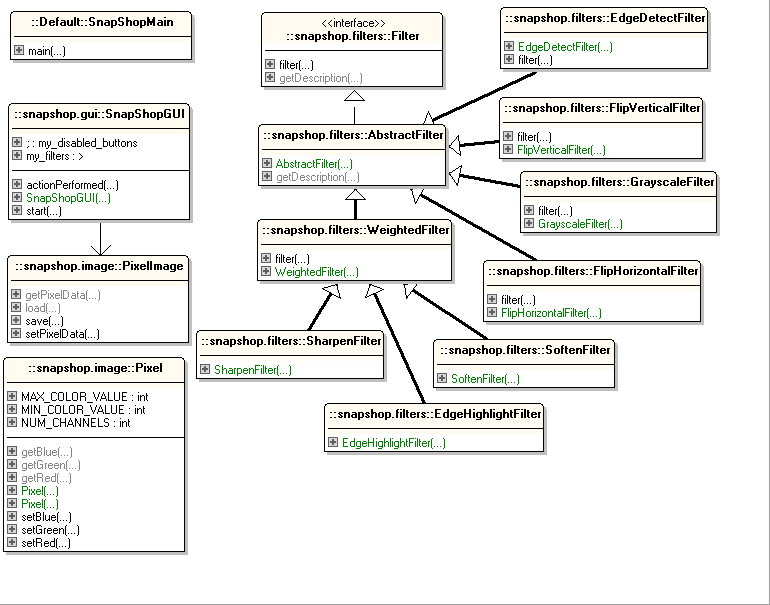 ::Default::SnapShopMain
main(...)
::snapshop.gui::SnapShopGUI
; : my_disabled_buttons
my_filters : >
actionPerformed(...)
SnapShopGUI(...)
start(...)
::snapshop.image::PixelImage
getPixelData(...)
load(...)
save(...)
setPixelData(...)
::snapshop.image::Pixel
MAX_COLOR_VALUE : int
MIN_COLOR_VALUE : int
NUM_CHANNELS : int
getBlue(...)
getGreen(...)
getRed(...)
Pixel(...)
Pixel(...)
setBlue(...)
setGreen(...)
setRed(...)
<<interface>>
::snapshop.filters::Filter
filter(...)
getDescription(...)
::snapshop.filters::AbstractFilter
AbstractFilter(...)
getDescription(...)
::snapshop.filters::WeightedFilter
filter(...)
WeightedFilter(...)
::snapshop.filters::SharpenFilter
SharpenFilter(...)
::snapshop.filters::EdgeHighlightFilter
EdgeHighlightFilter(...)
::snapshop.filters::SoftenFilter
SoftenFilter(...)
::snapshop.filters::EdgeDetectFilter
EdgeDetectFilter(...)
filter(...)
::snapshop.filters::FlipVerticalFilter
filter(...)
FlipVerticalFilter(...)
::snapshop.filters::GrayscaleFilter
filter(...)
GrayscaleFilter(...)
::snapshop.filters::FlipHorizontalFilter
filter(...)
FlipHorizontalFilter(...)